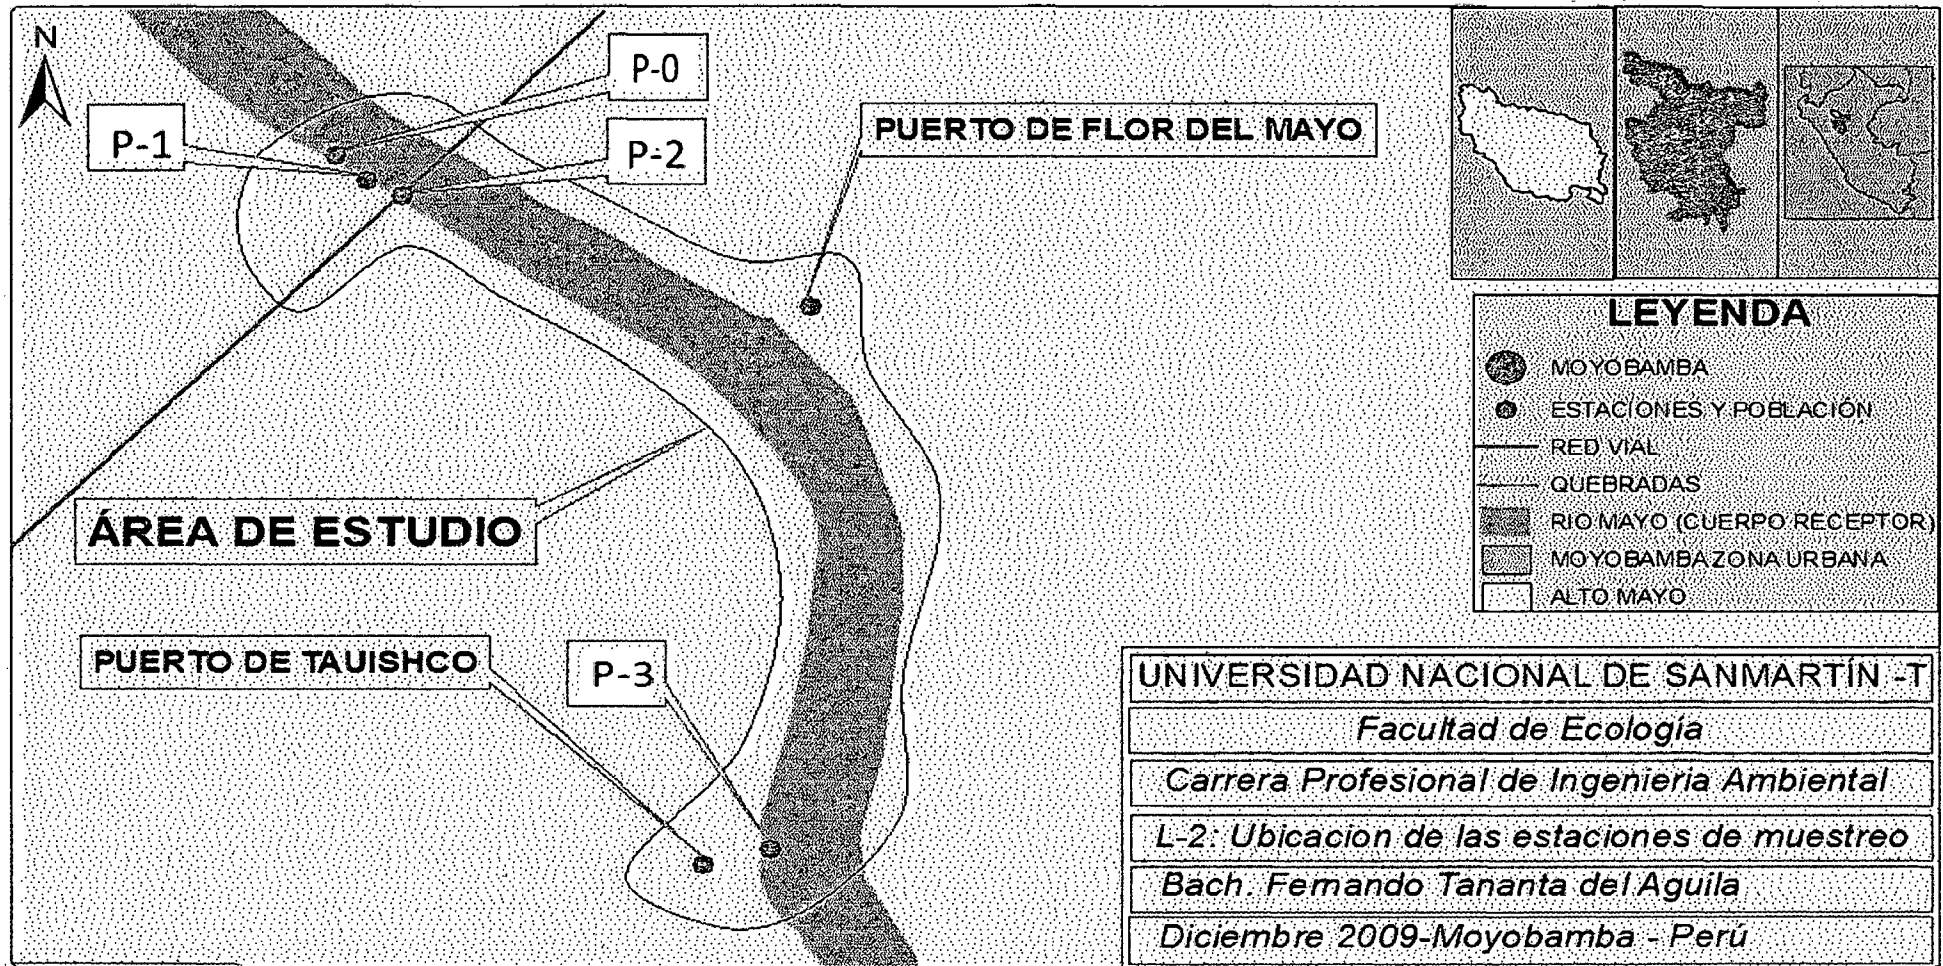 N
P-0
P-1
P-2
PUERTO DE FLOR DEL MAYO
ÁREA DE ESTUDIO
PUERTO DE TAUISHCO
P-3
LEYENDA
MOYOBAMBA
ESTACIONES Y POBLACIÓN
RED VIAL
QUEBRADAS
RIO MAYO (CUERPO RECEPTOR)
MOYOBAMBA ZONA URBANA
ALTO MAYO
UNIVERSIDAD NACIONAL DE SANMARTÍN -T
Facultad de Ecología
Carrera Profesional de Ingenieria Ambiental
L-2: Ubicacion de las estaciones de muestreo
Bach. Fernando Tananta del Aguila
Diciembre 2009-Moyobamba - Perú